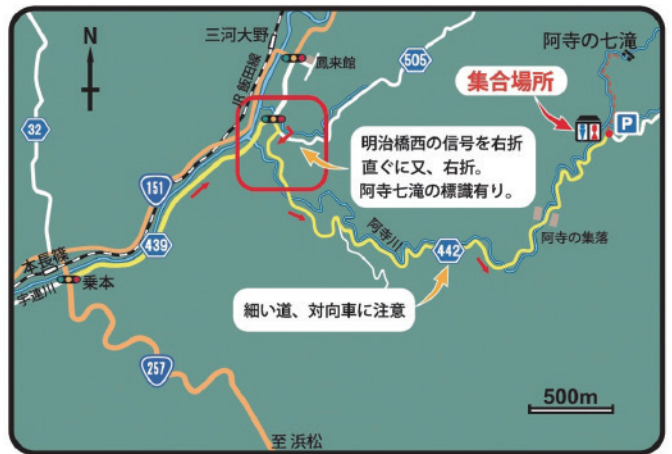 N
三河大野
鳳来館
JR飯田線
505
阿寺の七滝
集合場所
P
32
明治橋西の信号を右折
直ぐに又、右折。
阿寺七滝の標識有り。
151
439
阿寺川
442
阿寺の集落
本長篠
乗本
宇連川
細い道、対向車に注意
257
500m
至 浜松